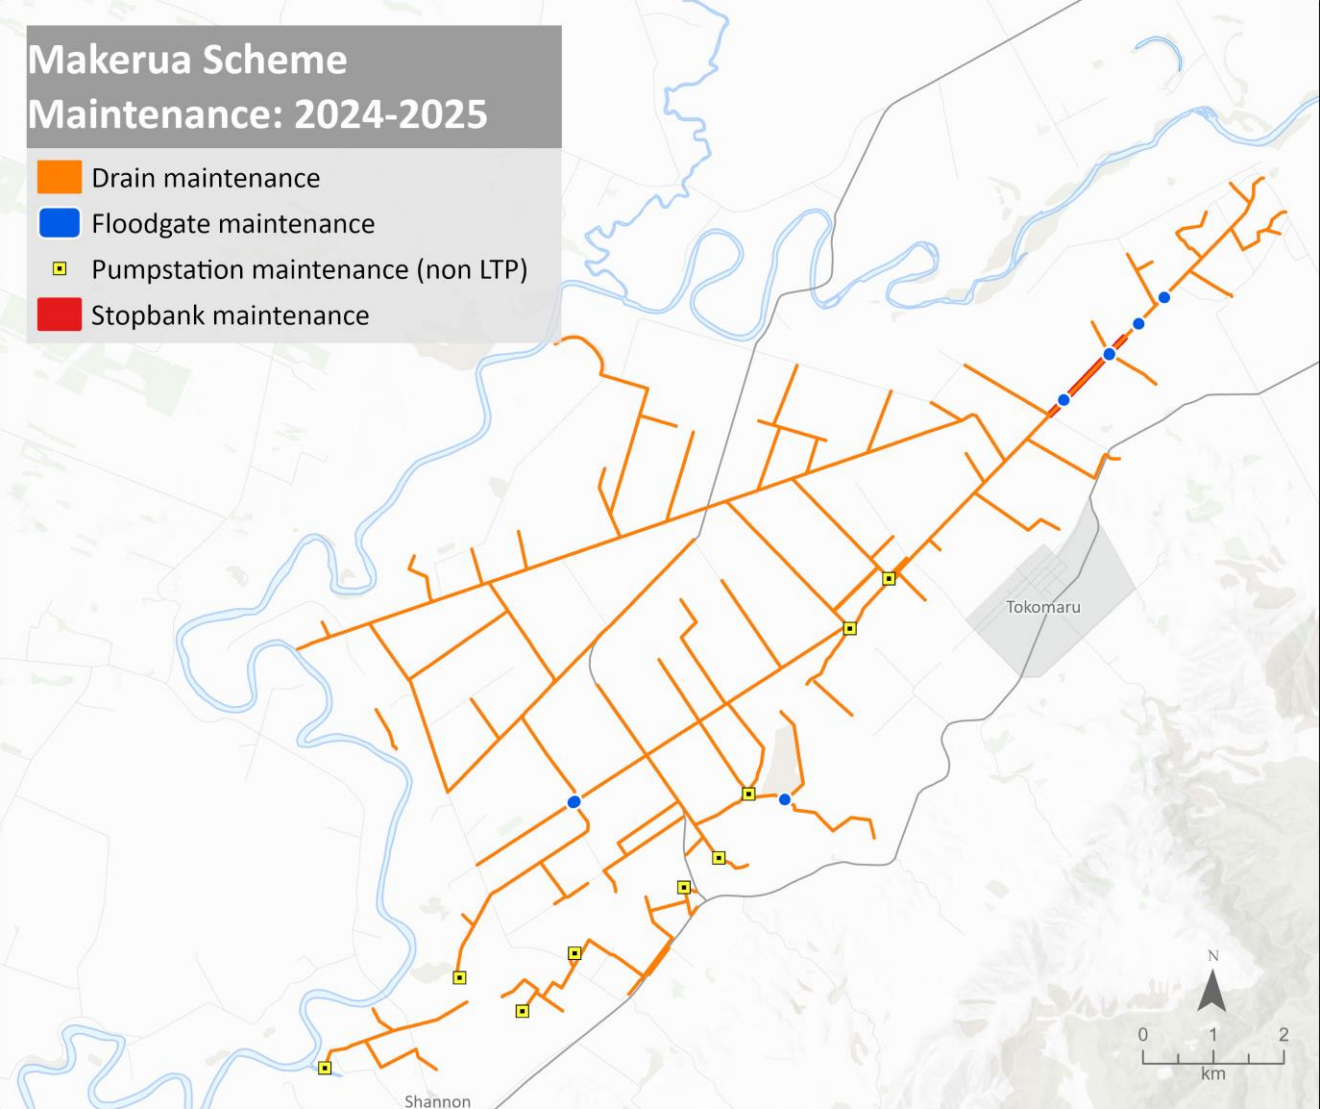 Makerua Scheme
Maintenance: 2024-2025
Drain maintenance
Floodgate maintenance
Pumpstation maintenance (non LTP)
Stopbank maintenance
Tokomaru
N
0 1 2
km
Shannon